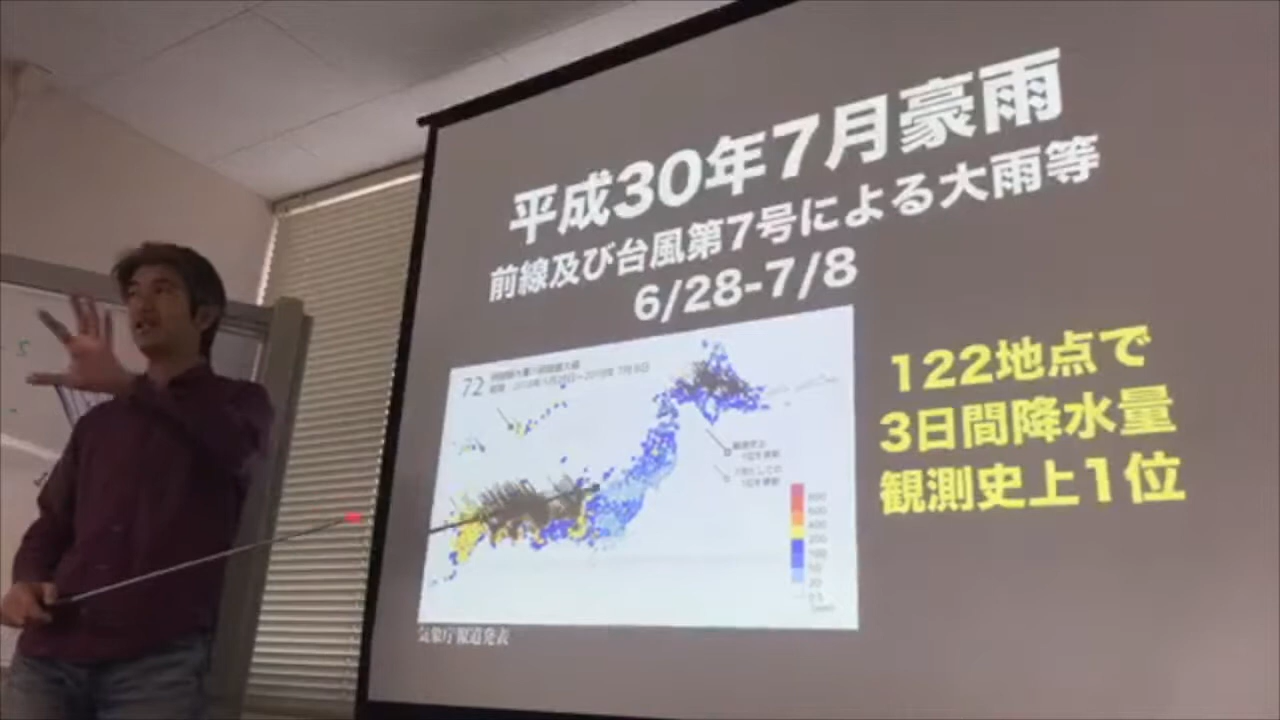 平成30年7月豪雨
前線及び台風第7号による大雨等
6/28-7/8
122地点で
3日間降水量
観測史上1位
72
気象庁報道発表